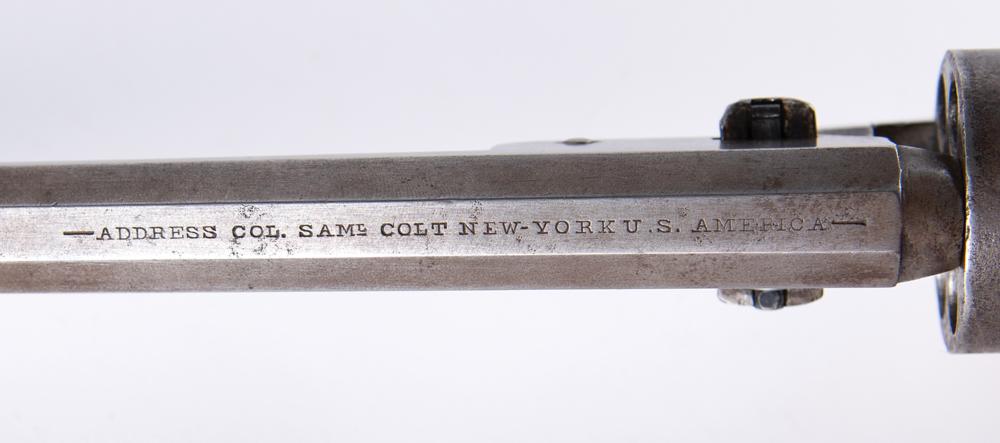 —ADDRESS COL. SAMᴸ COLT NEW-YORK U.S. AMERICA—